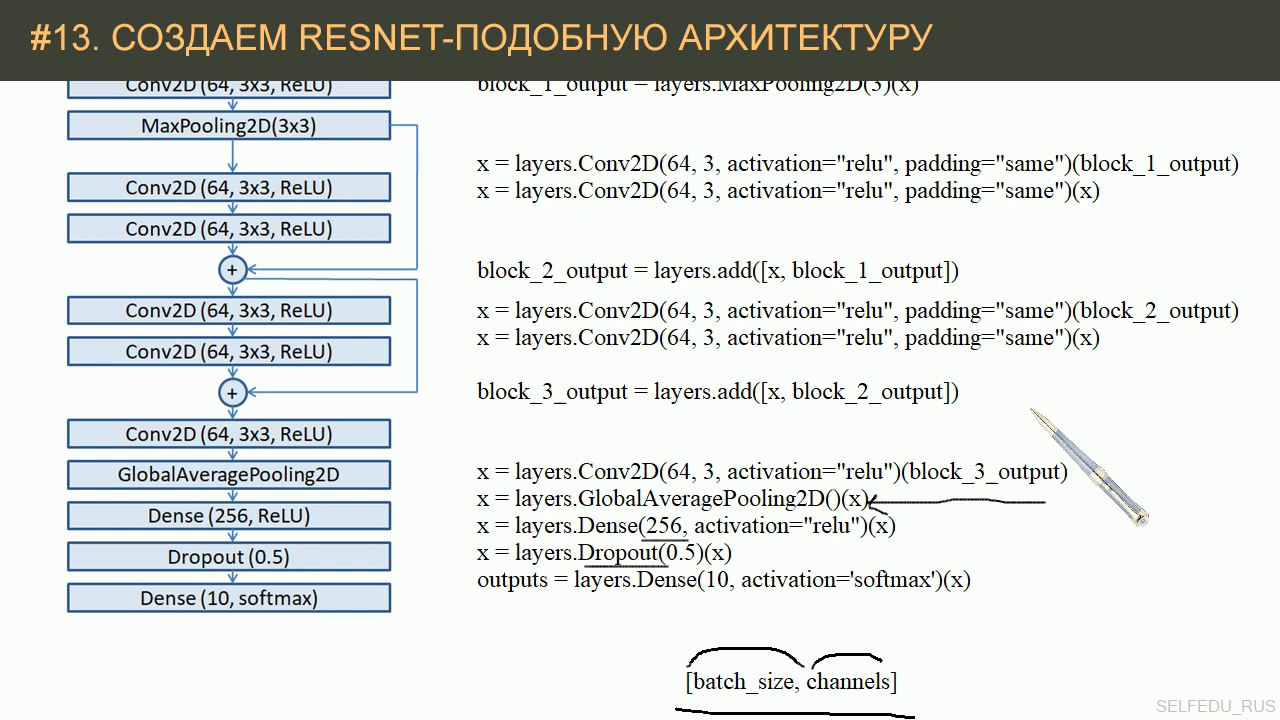 #13. СОЗДАЕМ RESNET-ПОДОБНУЮ АРХИТЕКТУРУ
Conv2D (64, 3x3, ReLU)
MaxPooling2D(3x3)
Conv2D (64, 3x3, ReLU)
Conv2D (64, 3x3, ReLU)
+
Conv2D (64, 3x3, ReLU)
Conv2D (64, 3x3, ReLU)
+
Conv2D (64, 3x3, ReLU)
GlobalAveragePooling2D
Dense (256, ReLU)
Dropout (0.5)
Dense (10, softmax)
block_1_output = layers.MaxPooling2D(3)(x)
x = layers.Conv2D(64, 3, activation="relu", padding="same")(block_1_output)
x = layers.Conv2D(64, 3, activation="relu", padding="same")(x)
block_2_output = layers.add([x, block_1_output])
x = layers.Conv2D(64, 3, activation="relu", padding="same")(block_2_output)
x = layers.Conv2D(64, 3, activation="relu", padding="same")(x)
block_3_output = layers.add([x, block_2_output])
x = layers.Conv2D(64, 3, activation="relu")(block_3_output)
x = layers.GlobalAveragePooling2D()(x)
x = layers.Dense(256, activation="relu")(x)
x = layers.Dropout(0.5)(x)
outputs = layers.Dense(10, activation='softmax')(x)
[batch_size, channels]
SELFEDU_RUS